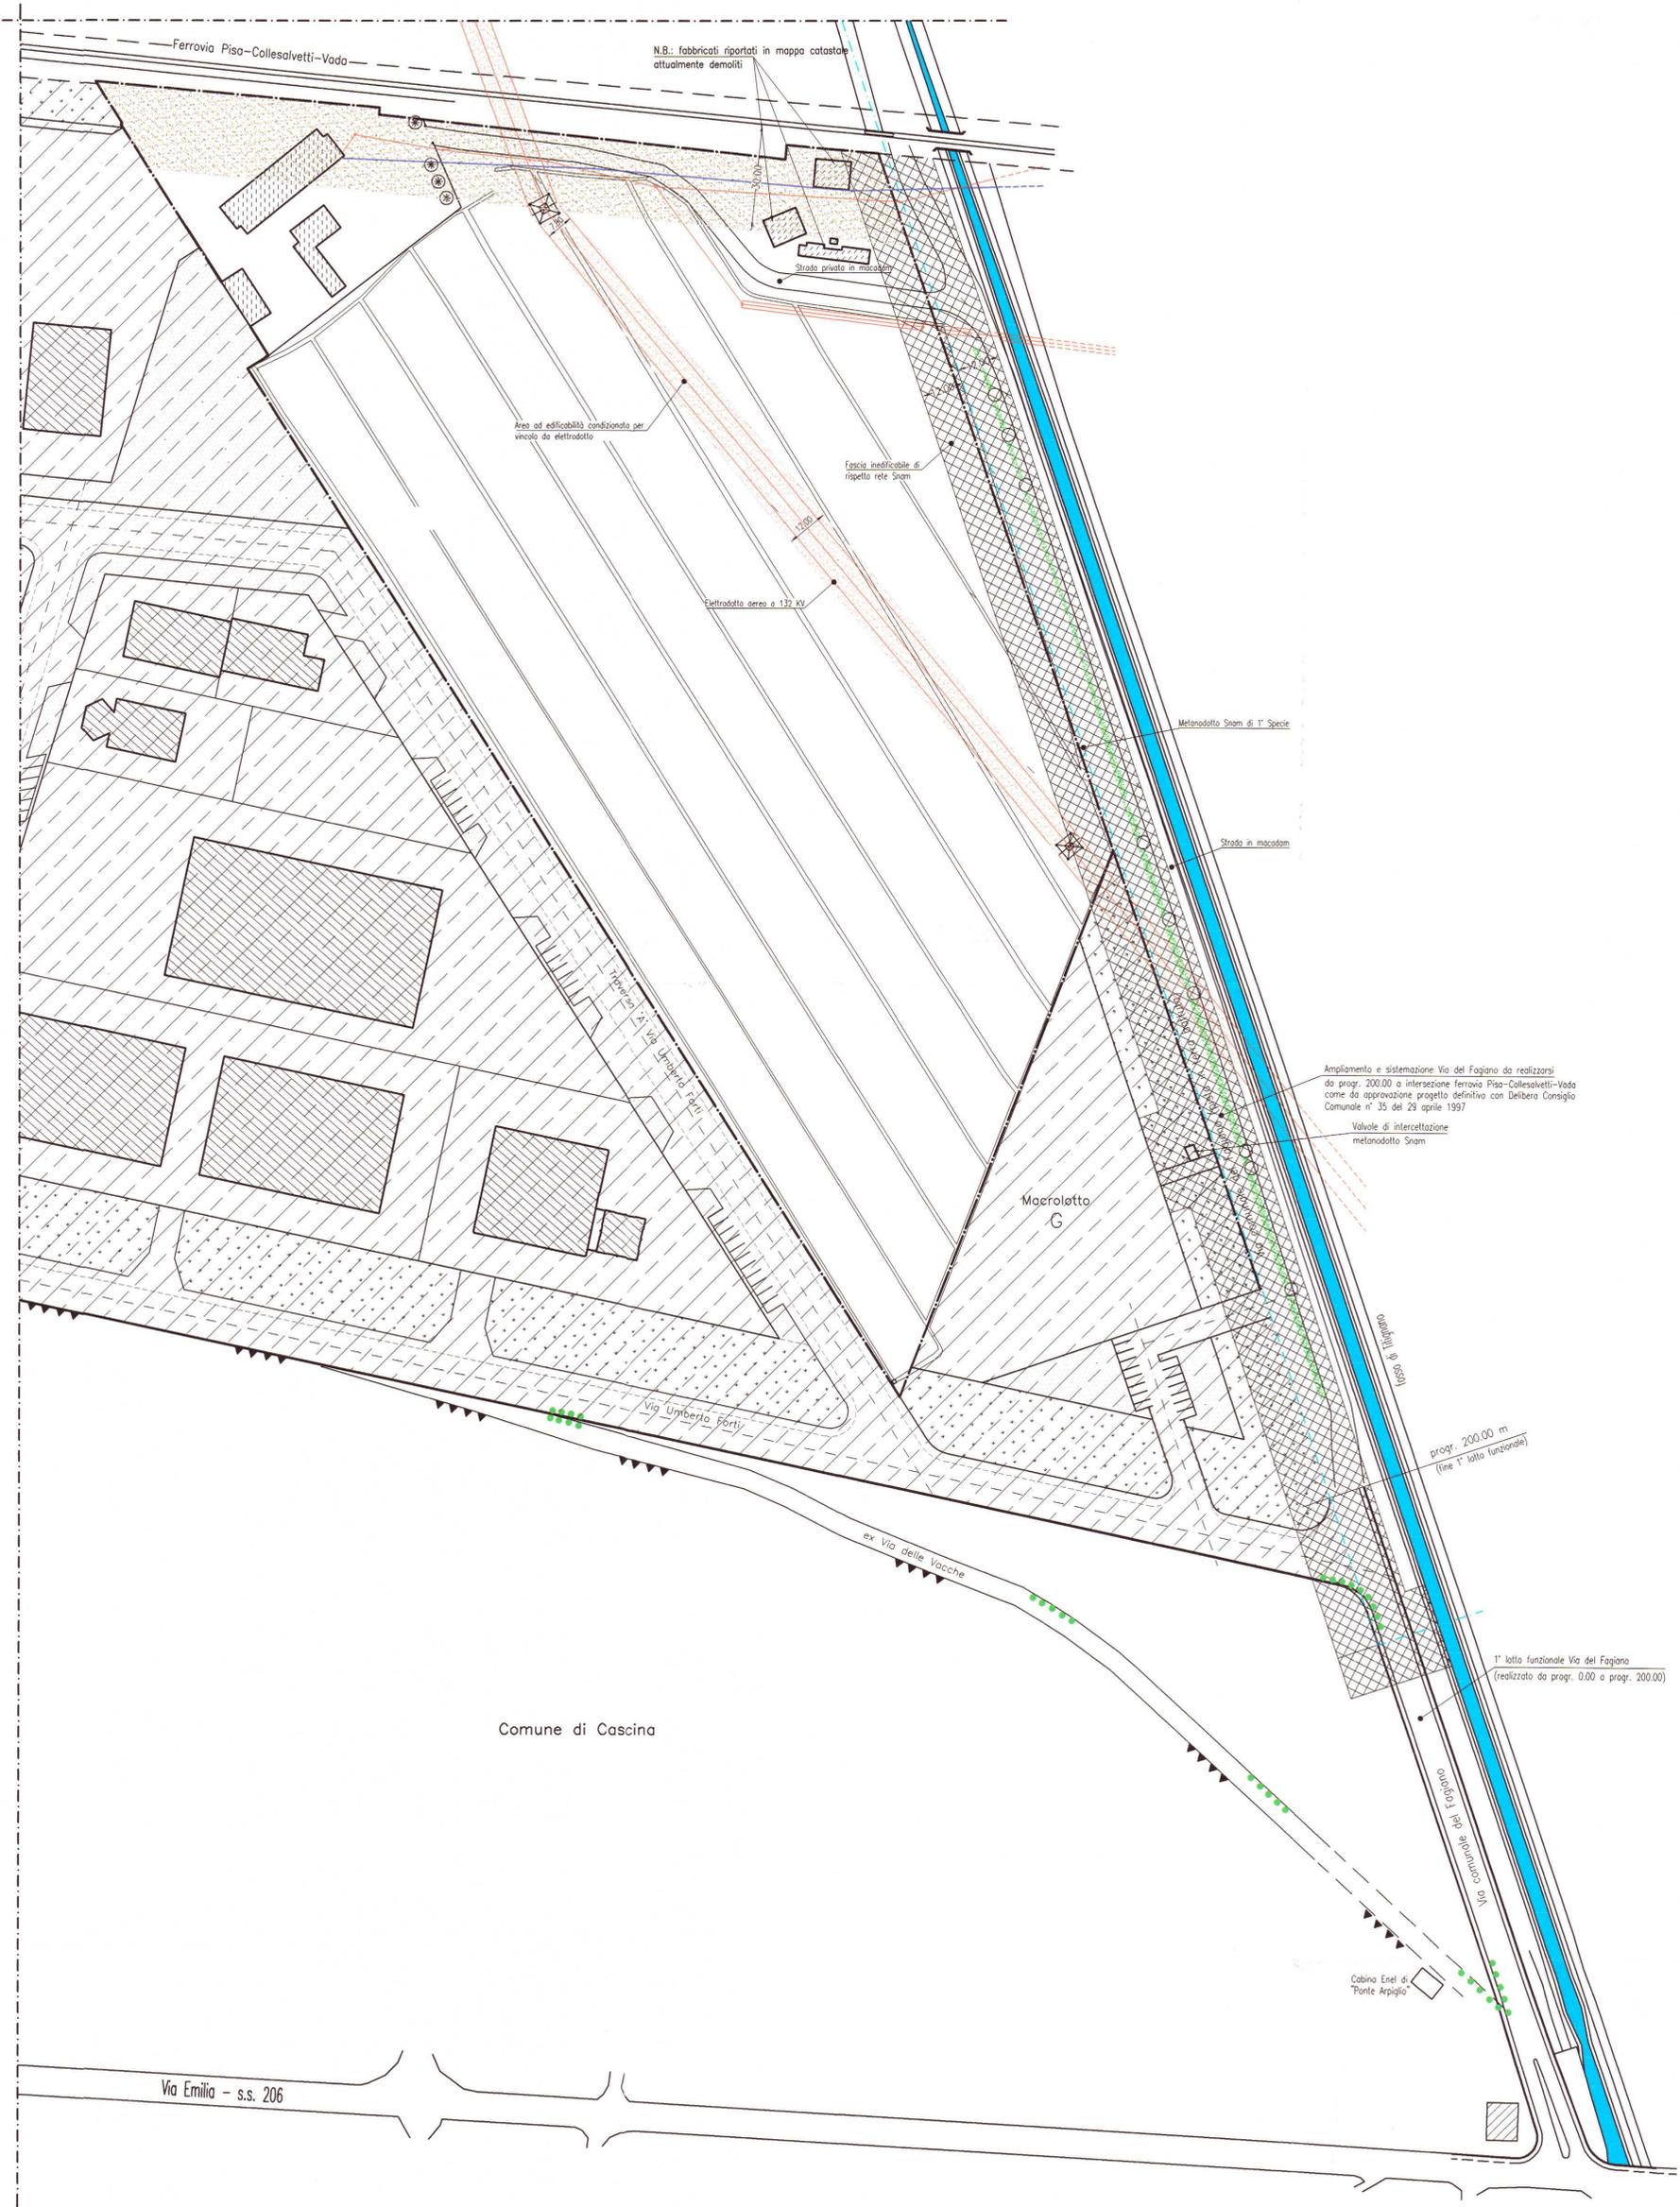 Ferrovia Pisa-Collesalvetti-Vada
N.B.: fabbricati riportati in mappa catastale
attualmente demoliti
30.00
7.90
Strada privata in macadam
12.00
12.00
Area ad edificabilità condizionata per
vincolo da elettrodotto
Fascia inedificabile di
rispetto rete Snam
12.00
Elettrodotto aereo a 132 KV
Metanodotto Snam di 1° Specie
Strada in macadam
Traversa A Via Umberto Forti
Ampliamento e sistemazione Via del Fagiano da realizzarsi
da progr. 200.00 a intersezione ferrovia Pisa-Collesalvetti-Vada
come da approvazione progetto definitivo con Delibera Consiglio
Comunale n° 35 del 29 aprile 1997
Valvole di intercettazione
metanodotto Snam
Macrolotto
G
fosso di Titignano
Via Umberto Forti
progr. 200.00 m
(fine 1° lotto funzionale)
ex Via delle Vacche
1° lotto funzionale Via del Fagiano
(realizzato da progr. 0.00 a progr. 200.00)
Comune di Cascina
Via comunale del Fagiano
Cabina Enel di
"Ponte Arpiglio"
Via Emilia - s.s. 206